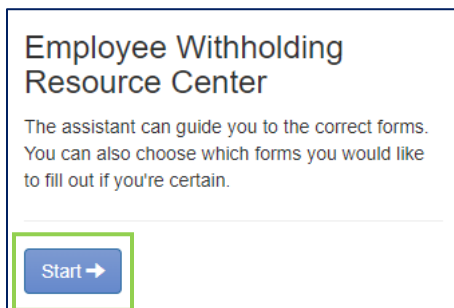 Employee Withholding
Resource Center
The assistant can guide you to the correct forms.
You can also choose which forms you would like
to fill out if you're certain.
Start →